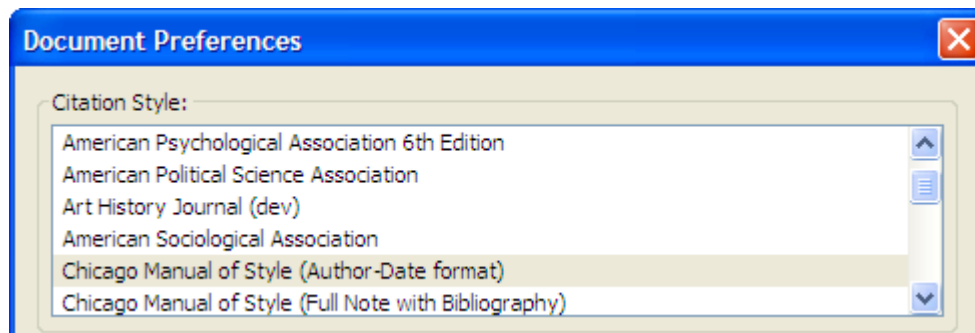 Document Preferences
Citation Style:
American Psychological Association 6th Edition
American Political Science Association
Art History Journal (dev)
American Sociological Association
Chicago Manual of Style (Author-Date format)
Chicago Manual of Style (Full Note with Bibliography)